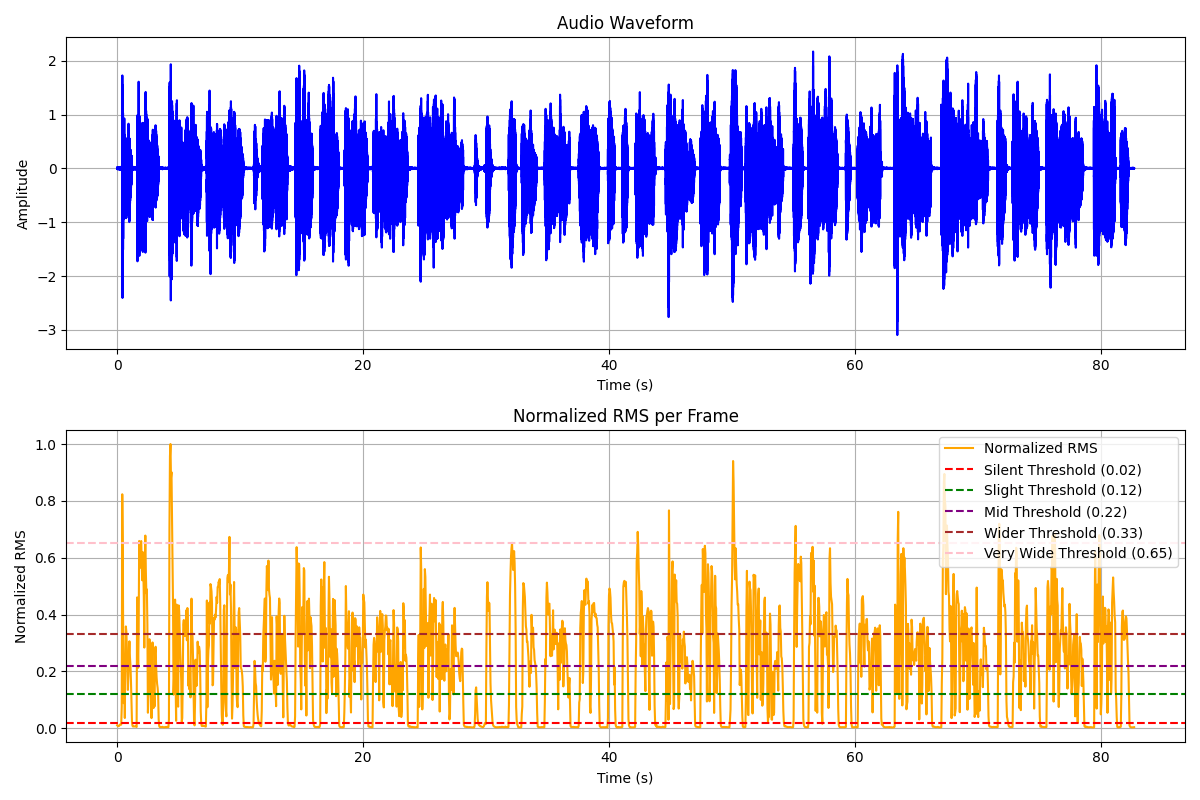 Audio Waveform
2
1
0
−1
−2
−3
Amplitude
0 20 40 60 80
Time (s)
Normalized RMS per Frame
1.0
0.8
0.6
0.4
0.2
0.0
Normalized RMS
Normalized RMS
Silent Threshold (0.02)
Slight Threshold (0.12)
Mid Threshold (0.22)
Wider Threshold (0.33)
Very Wide Threshold (0.65)
0 20 40 60 80
Time (s)